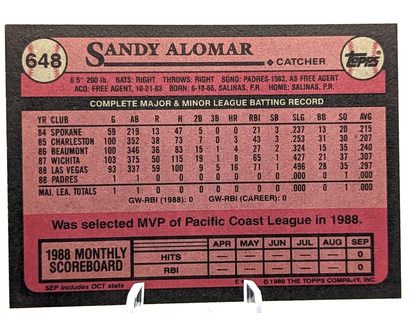 648
SANDY ALOMAR
CATCHER
TOPPS
6'5" 200 lb. BATS: RIGHT THROWS: RIGHT SGND: PADRES-1983, AS FREE AGENT
ACQ: FREE AGENT, 10-21-83 BORN: 6-18-66, SALINAS, P.R. HOME: SALINAS, P.R.
COMPLETE MAJOR & MINOR LEAGUE BATTING RECORD
YR CLUB G AB R H 2B 3B HR RBI SB SLG BB SO AVG
84 SPOKANE 59 219 13 47 5 0 0 21 3 .237 13 20 .215
85 CHARLESTON 100 352 38 73 7 0 3 43 3 .253 31 30 .207
86 BEAUMONT 100 346 36 83 15 1 4 27 2 .324 15 35 .240
87 WICHITA 103 375 50 115 19 1 8 65 1 .427 21 37 .307
88 LAS VEGAS 93 337 59 100 9 5 16 71 1 .496 28 35 .297
88 PADRES 1 1 0 0 0 0 0 0 0 .000 0 1 .000
MAJ. LEA. TOTALS 1 1 0 0 0 0 0 0 0 .000 0 1 .000
GW-RBI (1988): 0 GW-RBI (CAREER): 0
Was selected MVP of Pacific Coast League in 1988.
1988 MONTHLY SCOREBOARD
APR MAY JUN JUL AUG SEP
HITS — — — — — 0
RBI — — — — — 0
SEP includes OCT stats
© 1989 THE TOPPS COMPANY, INC.